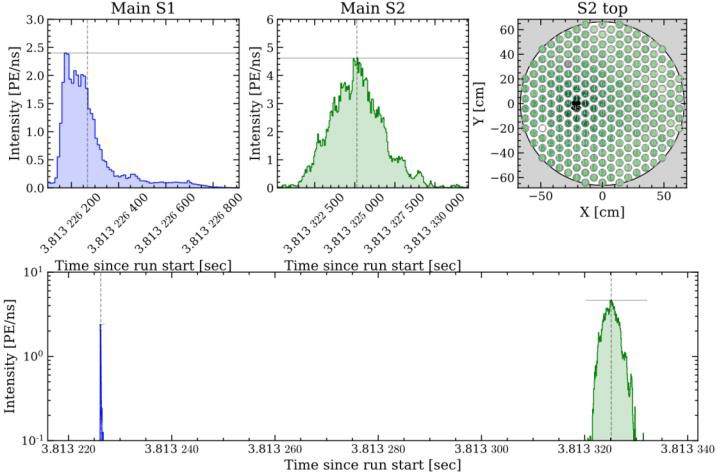 Main S1
Main S2
S2 top
Intensity [PE/ns]
3.0
2.5
2.0
1.5
1.0
0.5
0.0
3.813 226 200
3.813 226 400
3.813 226 600
3.813 226 800
Time since run start [sec]
Intensity [PE/ns]
6
5
4
3
2
1
0
3.813 322 500
3.813 325 000
3.813 327 500
3.813 330 000
Time since run start [sec]
Y [cm]
60
40
20
0
−20
−40
−60
−50
0
50
X [cm]
Intensity [PE/ns]
10¹
10⁰
10⁻¹
3.813 220
3.813 240
3.813 260
3.813 280
3.813 300
3.813 320
3.813 342
Time since run start [sec]